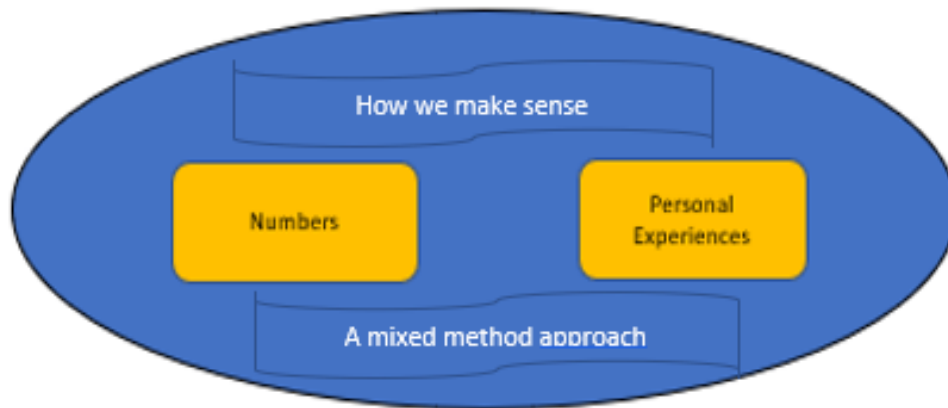 How we make sense
Numbers
Personal
Experiences
A mixed method approach